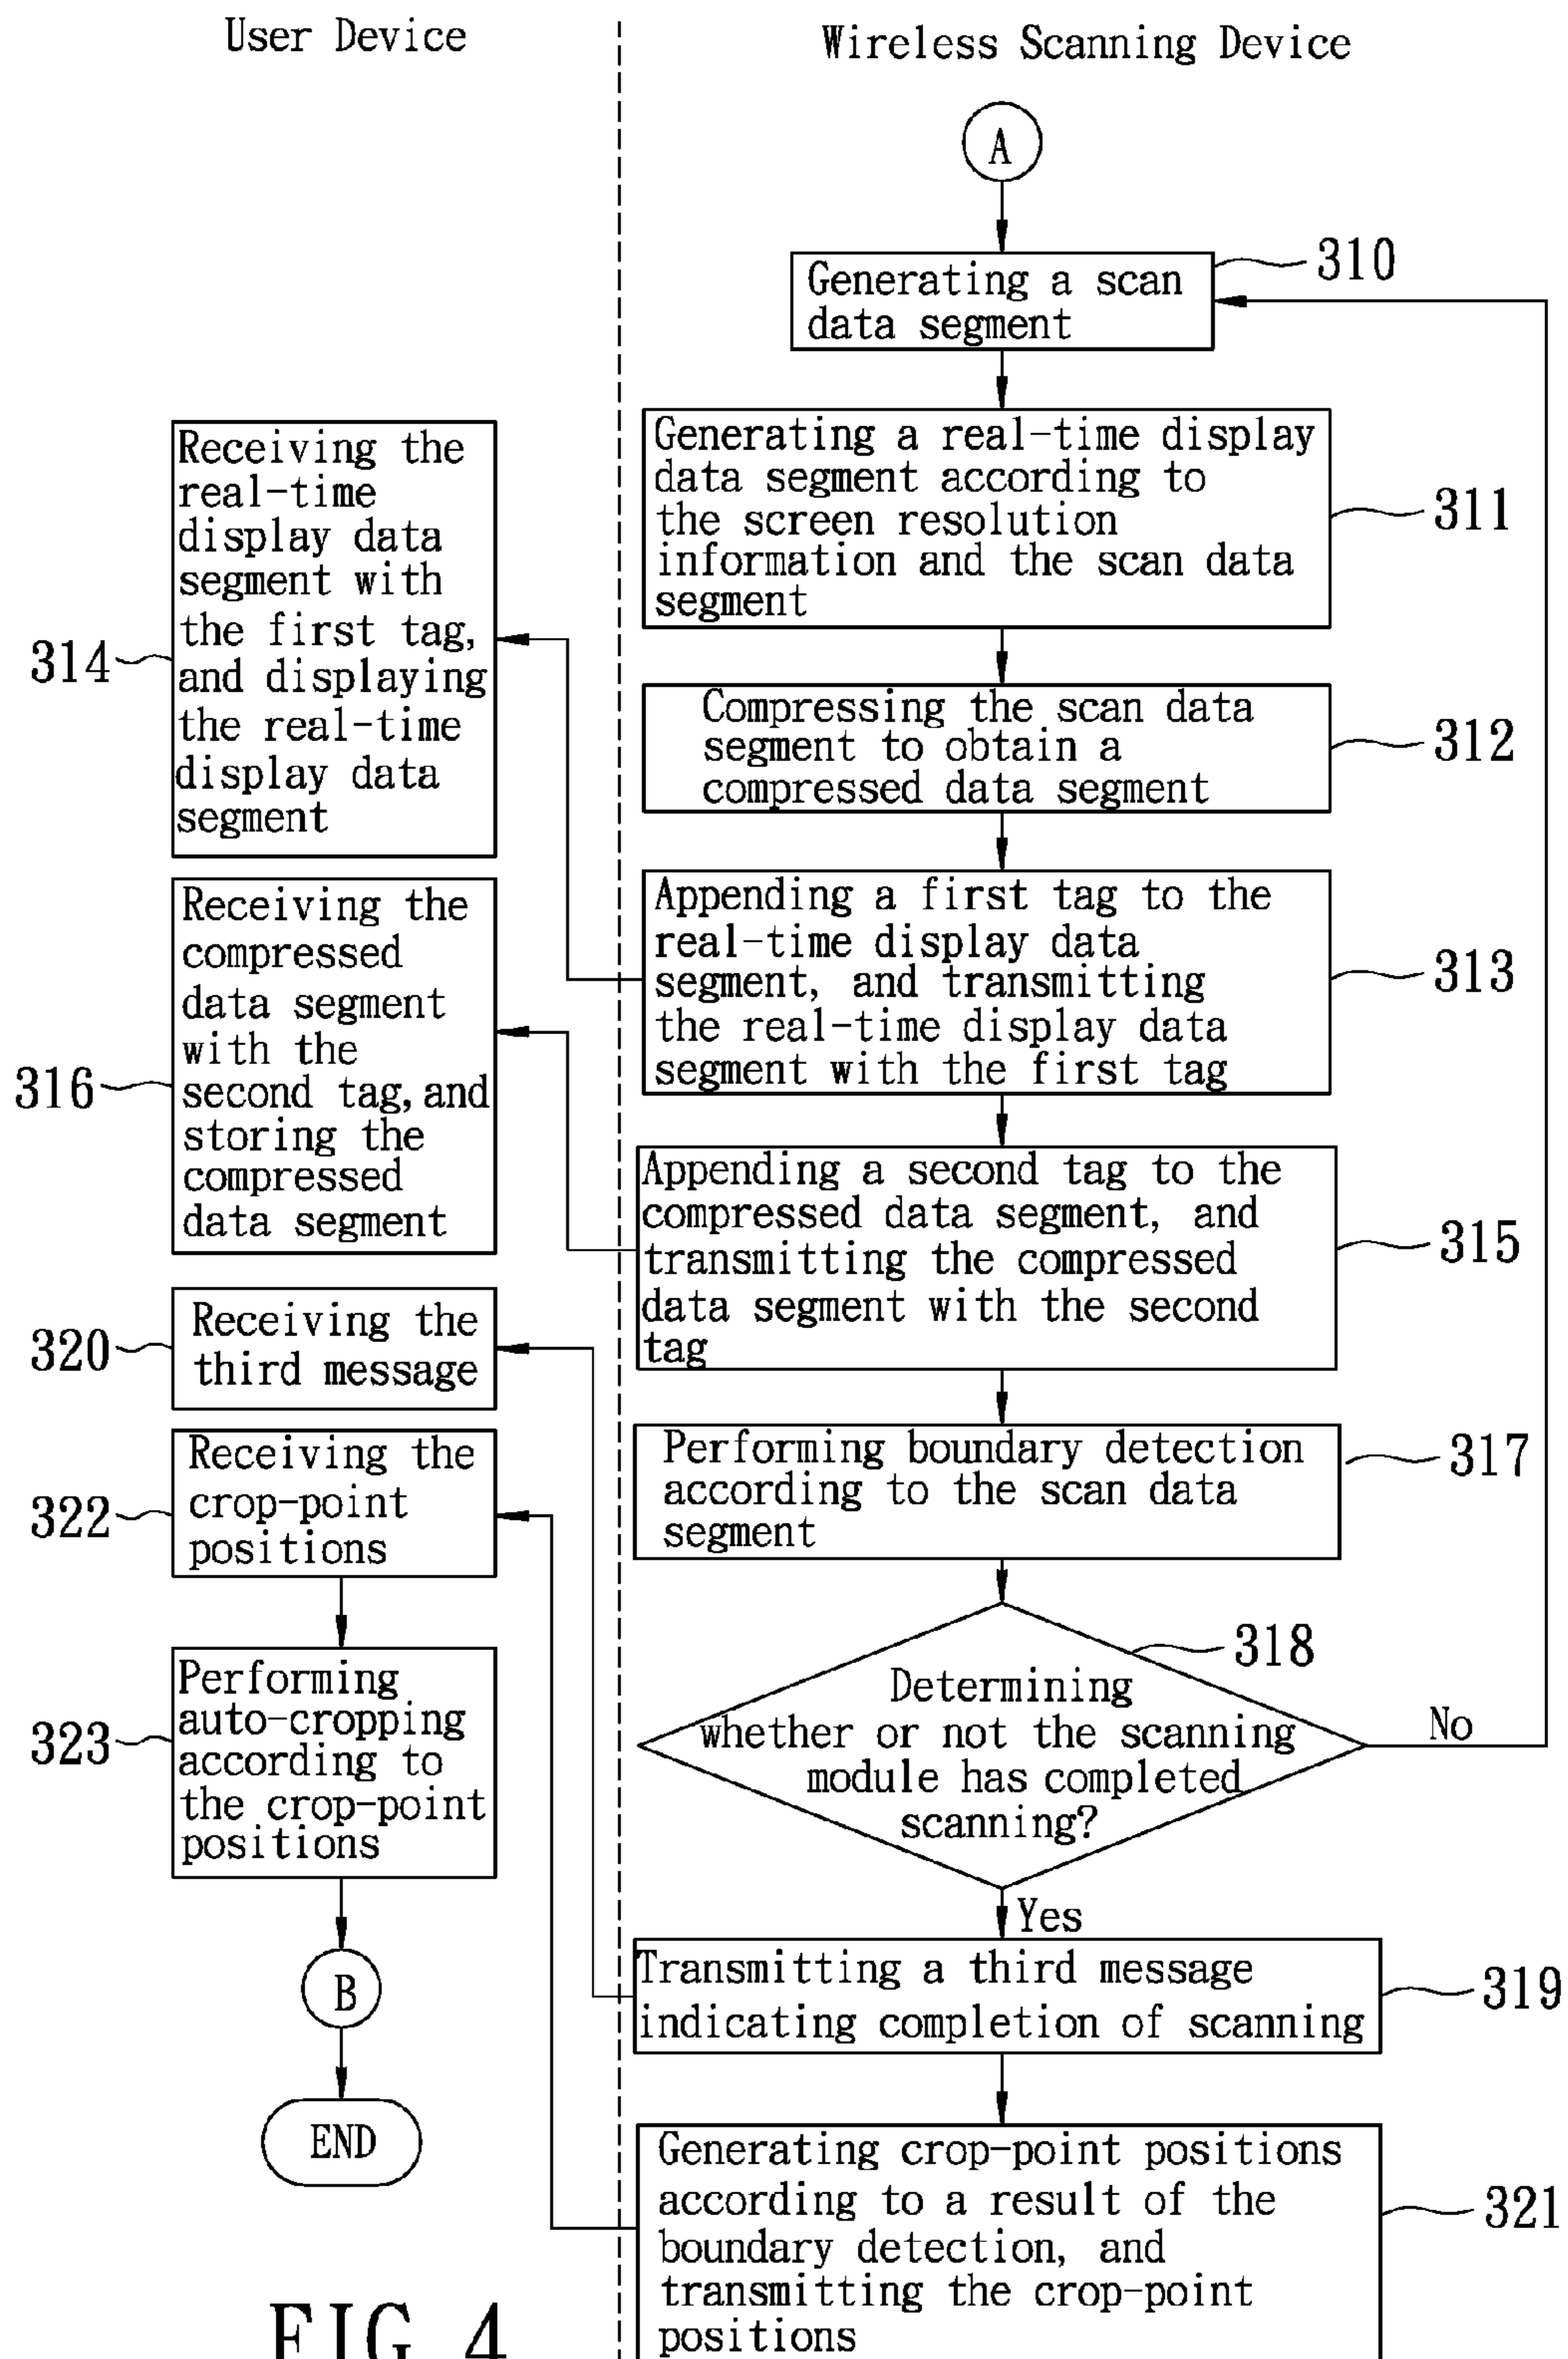 User Device
Wireless Scanning Device
A
310
Generating a scan
data segment
Generating a real-time display
data segment according to
the screen resolution
information and the scan data
segment
311
Compressing the scan data
segment to obtain a
compressed data segment
312
Appending a first tag to the
real-time display data
segment, and transmitting
the real-time display data
segment with the first tag
313
Receiving the
real-time
display data
segment with
the first tag,
and displaying
the real-time
display data
segment
314
Appending a second tag to the
compressed data segment, and
transmitting the compressed
data segment with the second
tag
315
Receiving the
compressed
data segment
with the
second tag, and
storing the
compressed
data segment
316
Performing boundary detection
according to the scan data
segment
317
318
Determining
whether or not the scanning
module has completed
scanning?
No
Yes
Transmitting a third message
indicating completion of scanning
319
Receiving the
third message
320
Generating crop-point positions
according to a result of the
boundary detection, and
transmitting the crop-point
positions
321
Receiving the
crop-point
positions
322
Performing
auto-cropping
according to
the crop-point
positions
323
B
END
FIG. 4